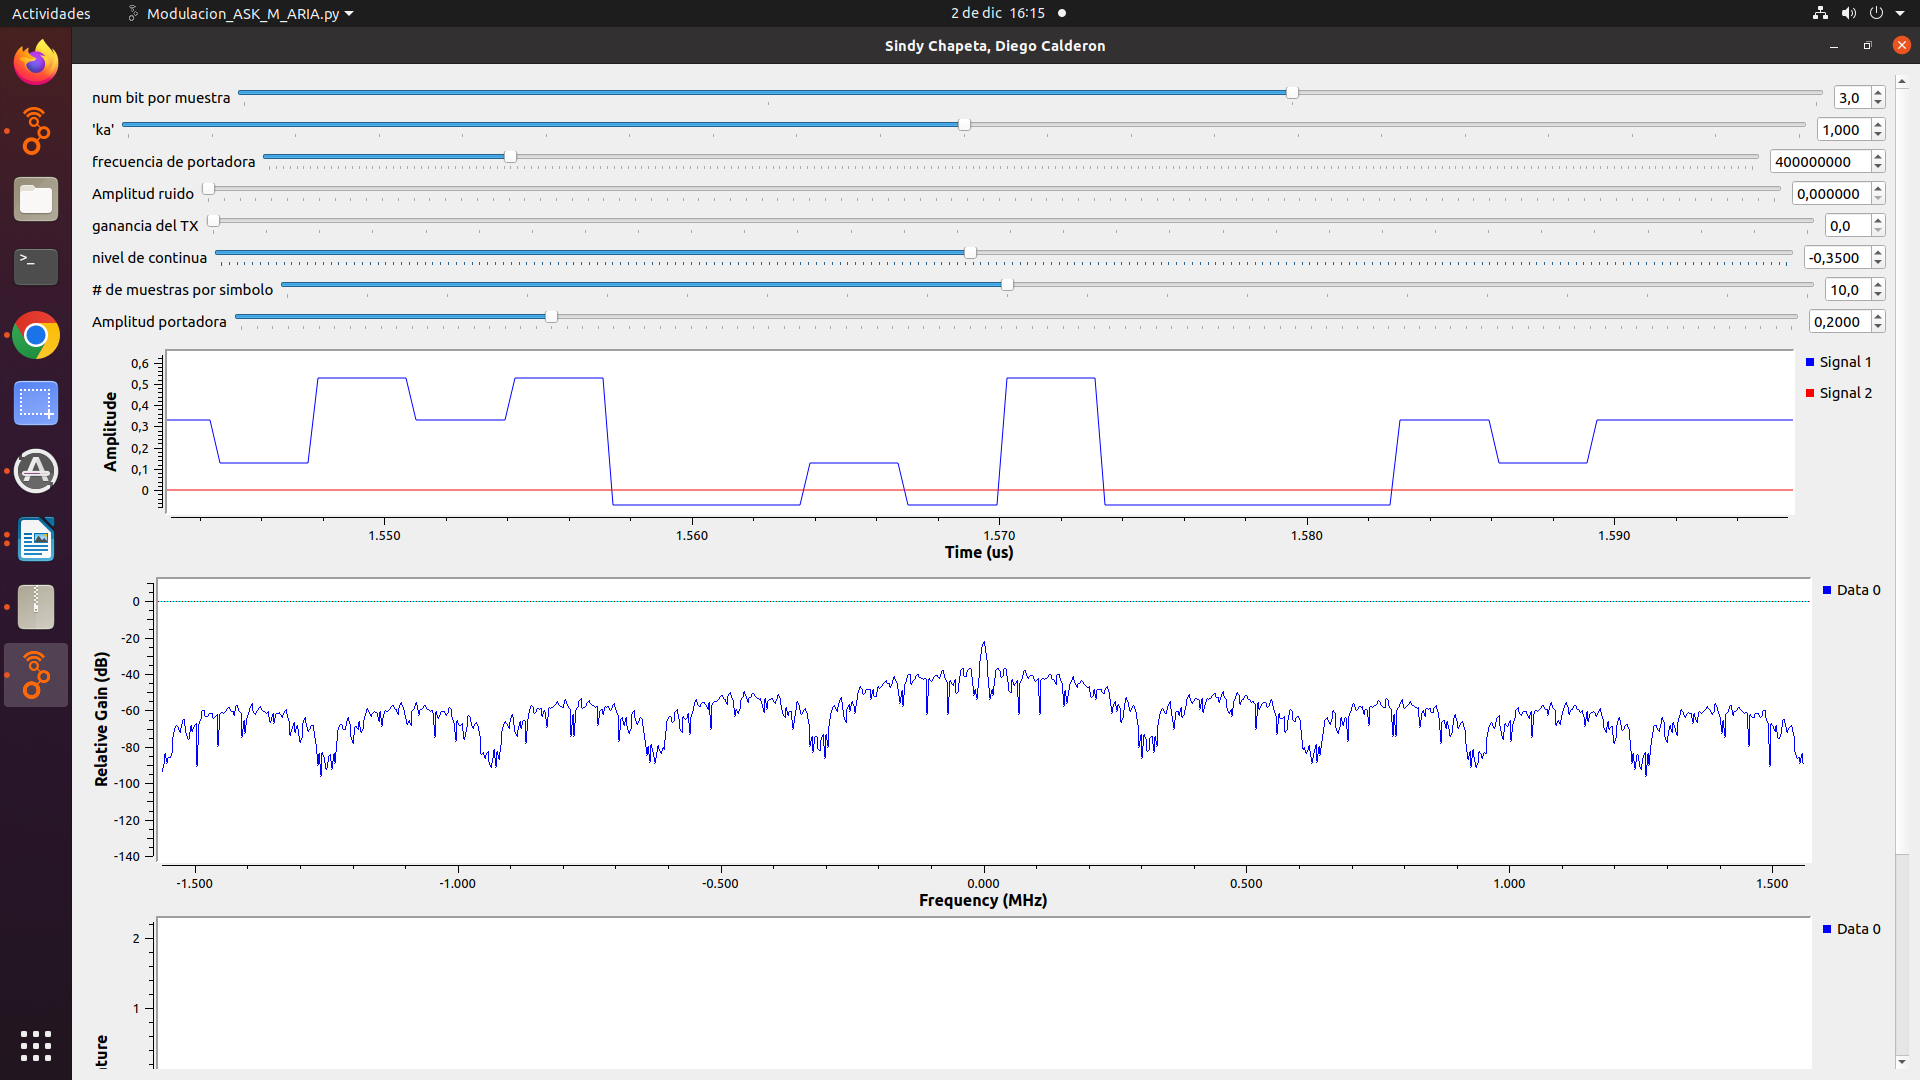 Actividades Modulacion_ASK_M_ARIA.py 2 de dic 16:15
Sindy Chapeta, Diego Calderon
num bit por muestra 3,0
'ka' 1,000
frecuencia de portadora 400000000
Amplitud ruido 0,000000
ganancia del TX 0,0
nivel de continua -0,3500
# de muestras por simbolo 10,0
Amplitud portadora 0,2000
0,6
0,5
0,4
0,3
0,2
0,1
0
Amplitude
Signal 1
Signal 2
1.550 1.560 1.570 1.580 1.590
Time (us)
0
-20
-40
-60
-80
-100
-120
-140
Relative Gain (dB)
Data 0
-1.500 -1.000 -0.500 0.000 0.500 1.000 1.500
Frequency (MHz)
2
1
ture
Data 0